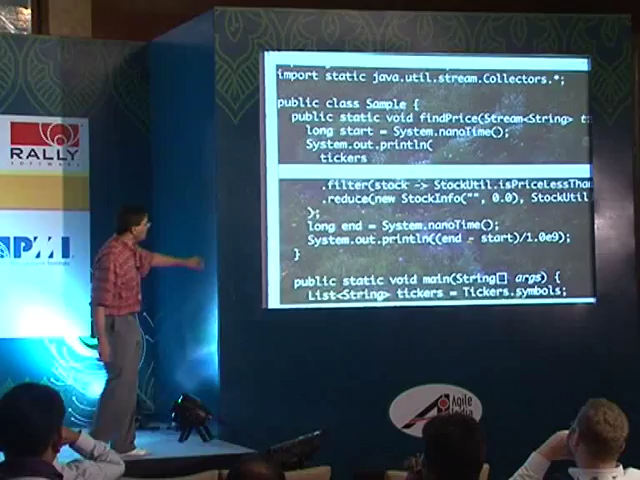 import static java.util.stream.Collectors.*;
public class Sample {
public static void findPrice(Stream<String> t
long start = System.nanoTime();
System.out.println(
tickers
.filter(stock -> StockUtil.isPriceLessThan
.reduce(new StockInfo("", 0.0), StockUtil
);
long end = System.nanoTime();
System.out.println((end - start)/1.0e9);
}
public static void main(String[] args) {
List<String> tickers = Tickers.symbols;
RALLY
SOFTWARE
PMI
Agile
India